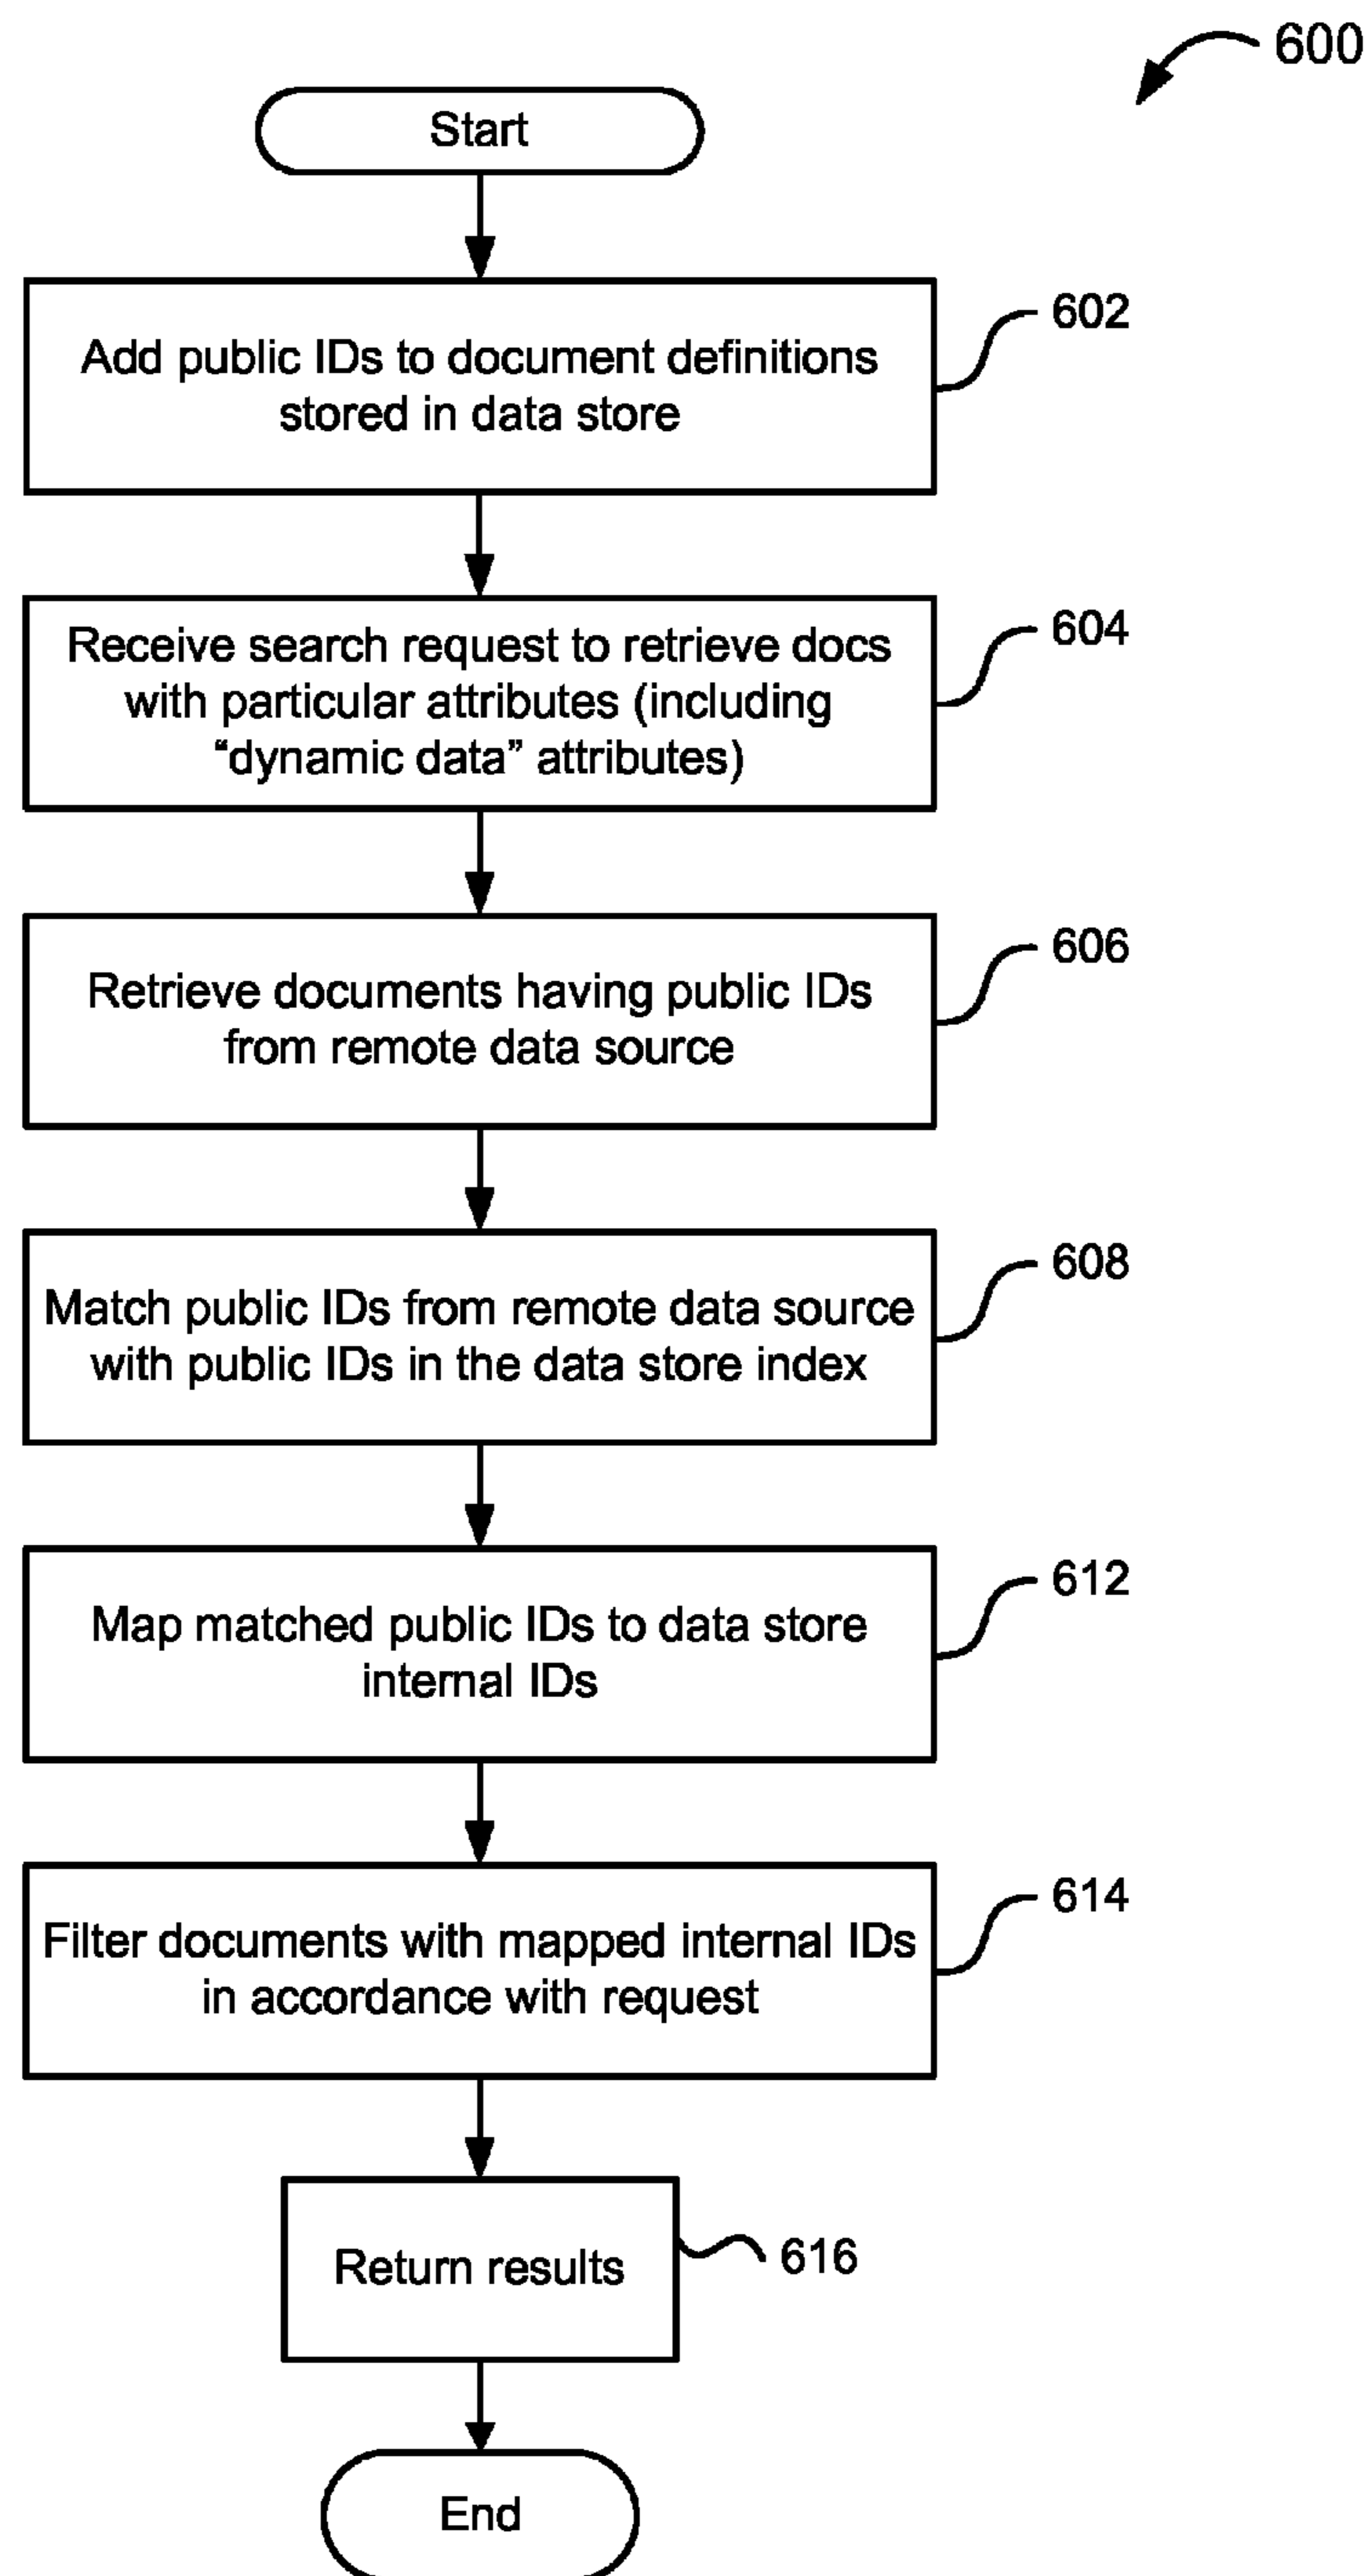 600
Start
Add public IDs to document definitions
stored in data store
602
Receive search request to retrieve docs
with particular attributes (including
“dynamic data” attributes)
604
Retrieve documents having public IDs
from remote data source
606
Match public IDs from remote data source
with public IDs in the data store index
608
Map matched public IDs to data store
internal IDs
612
Filter documents with mapped internal IDs
in accordance with request
614
Return results
616
End